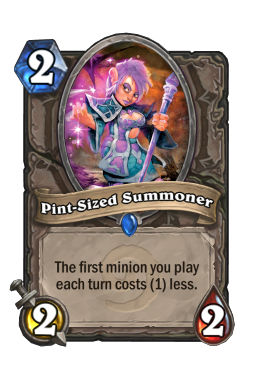 2
Pint-Sized Summoner
The first minion you play
each turn costs (1) less.
2
2